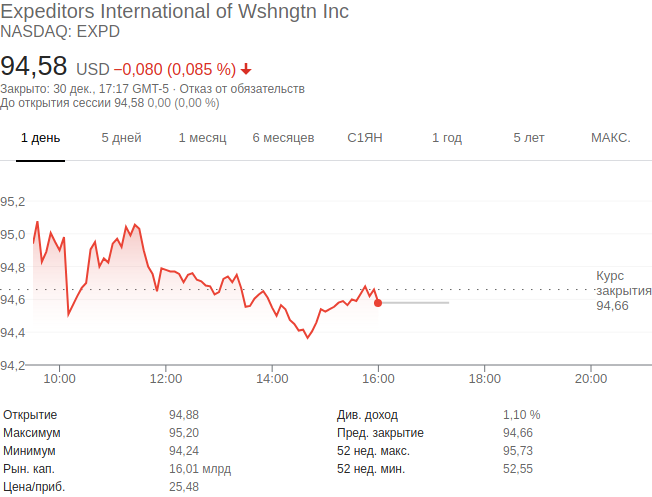 Expeditors International of Wshngtn Inc
NASDAQ: EXPD
94,58 USD −0,080 (0,085 %)
Закрыто: 30 дек., 17:17 GMT-5 · Отказ от обязательств
До открытия сессии 94,58 0,00 (0,00 %)
1 день 5 дней 1 месяц 6 месяцев С1ЯН 1 год 5 лет МАКС.
95,2
95,0
94,8
94,6
94,4
94,2
Курс
закрытия
94,66
10:00 12:00 14:00 16:00 18:00 20:00
Открытие 94,88 Див. доход 1,10 %
Максимум 95,20 Пред. закрытие 94,66
Минимум 94,24 52 нед. макс. 95,73
Рын. кап. 16,01 млрд 52 нед. мин. 52,55
Цена/приб. 25,48